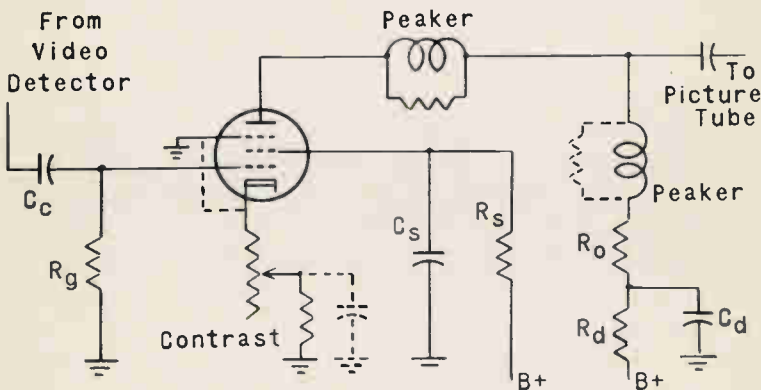 From
Video
Detector
Peaker
To
Picture
Tube
Peaker
Cc
Rg
Contrast
Cs
Rs
Ro
Rd
Cd
B+
B+